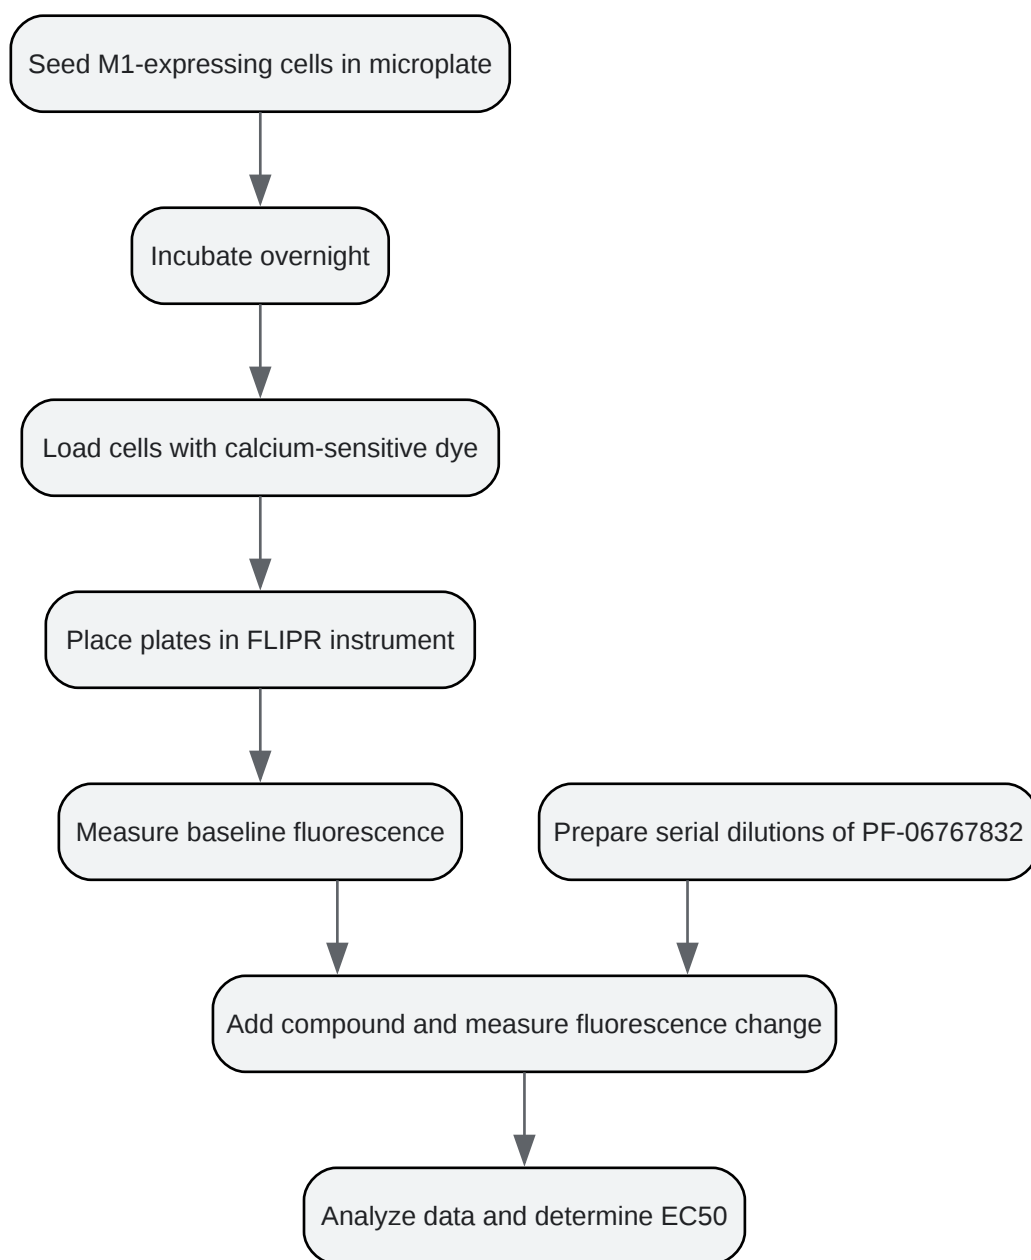 Seed M1-expressing cells in microplate
Incubate overnight
Load cells with calcium-sensitive dye
Place plates in FLIPR instrument
Measure baseline fluorescence
Prepare serial dilutions of PF-06767832
Add compound and measure fluorescence change
Analyze data and determine EC50